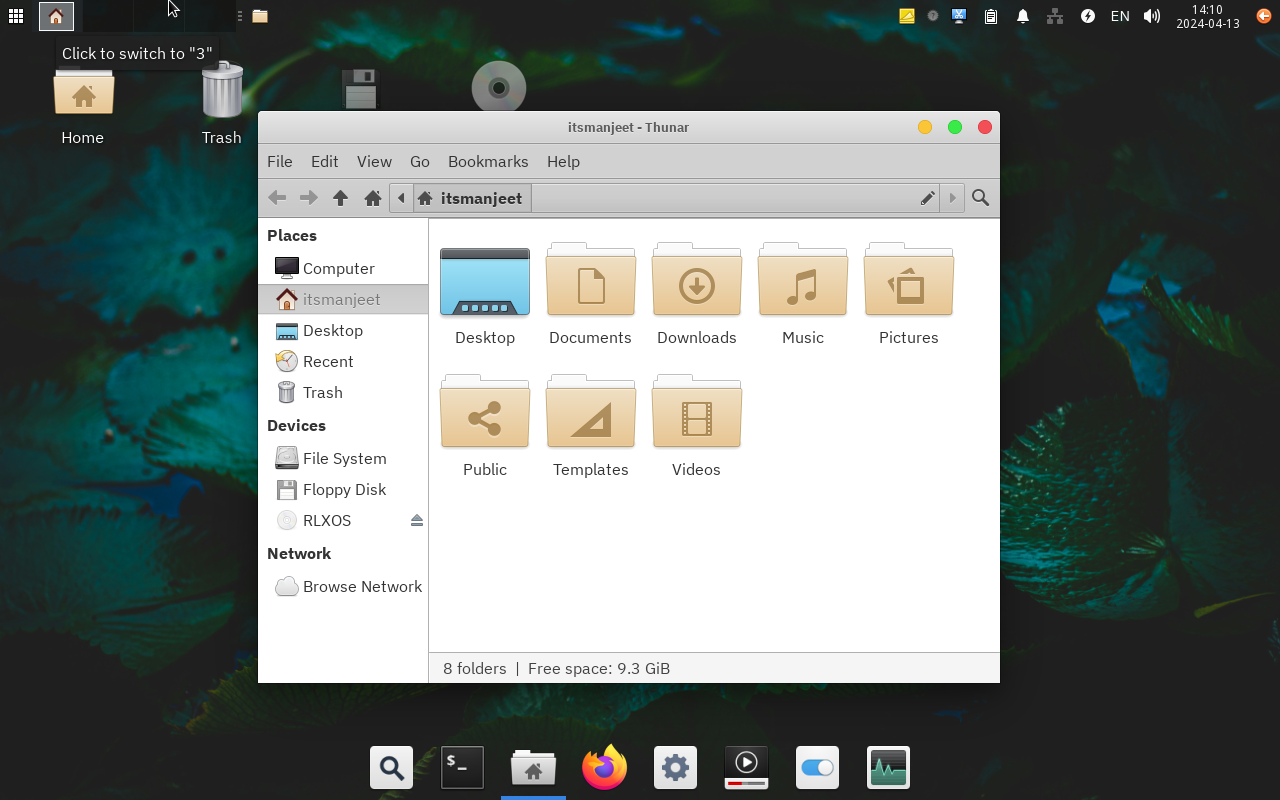 EN
14:10
2024-04-13
Click to switch to "3"
Home
Trash
itsmanjeet - Thunar
File Edit View Go Bookmarks Help
itsmanjeet
Places
Computer
itsmanjeet
Desktop
Recent
Trash
Devices
File System
Floppy Disk
RLXOS
Network
Browse Network
Desktop Documents Downloads Music Pictures
Public Templates Videos
8 folders | Free space: 9.3 GiB
$_